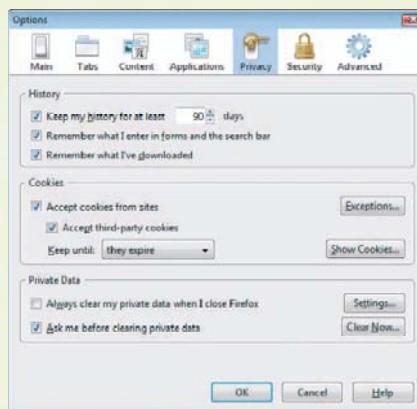 Options
Main Tabs Content Applications Privacy Security Advanced
History
Keep my history for at least 90 days
Remember what I enter in forms and the search bar
Remember what I've downloaded
Cookies
Accept cookies from sites Exceptions...
Accept third-party cookies
Keep until: they expire Show Cookies...
Private Data
Always clear my private data when I close Firefox Settings...
Ask me before clearing private data Clear Now...
OK Cancel Help